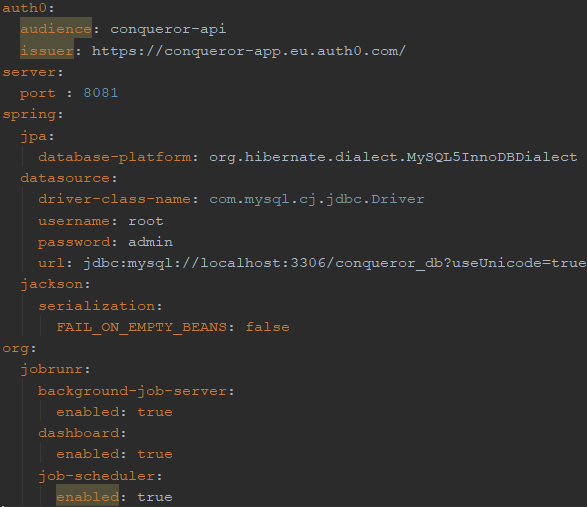 auth0:
  audience: conqueror-api
  issuer: https://conqueror-app.eu.auth0.com/
server:
  port : 8081
spring:
  jpa:
    database-platform: org.hibernate.dialect.MySQL5InnoDBDialect
  datasource:
    driver-class-name: com.mysql.cj.jdbc.Driver
    username: root
    password: admin
    url: jdbc:mysql://localhost:3306/conqueror_db?useUnicode=true
  jackson:
    serialization:
      FAIL_ON_EMPTY_BEANS: false
org:
  jobrunr:
    background-job-server:
      enabled: true
    dashboard:
      enabled: true
    job-scheduler:
      enabled: true